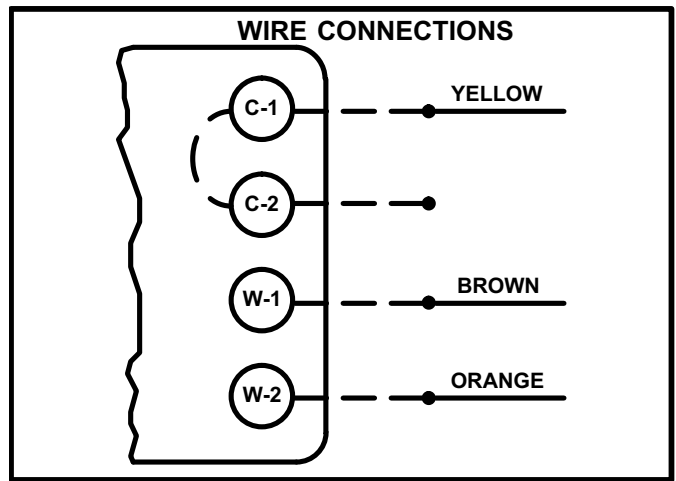 WIRE CONNECTIONS
C-1 YELLOW
C-2
W-1 BROWN
W-2 ORANGE